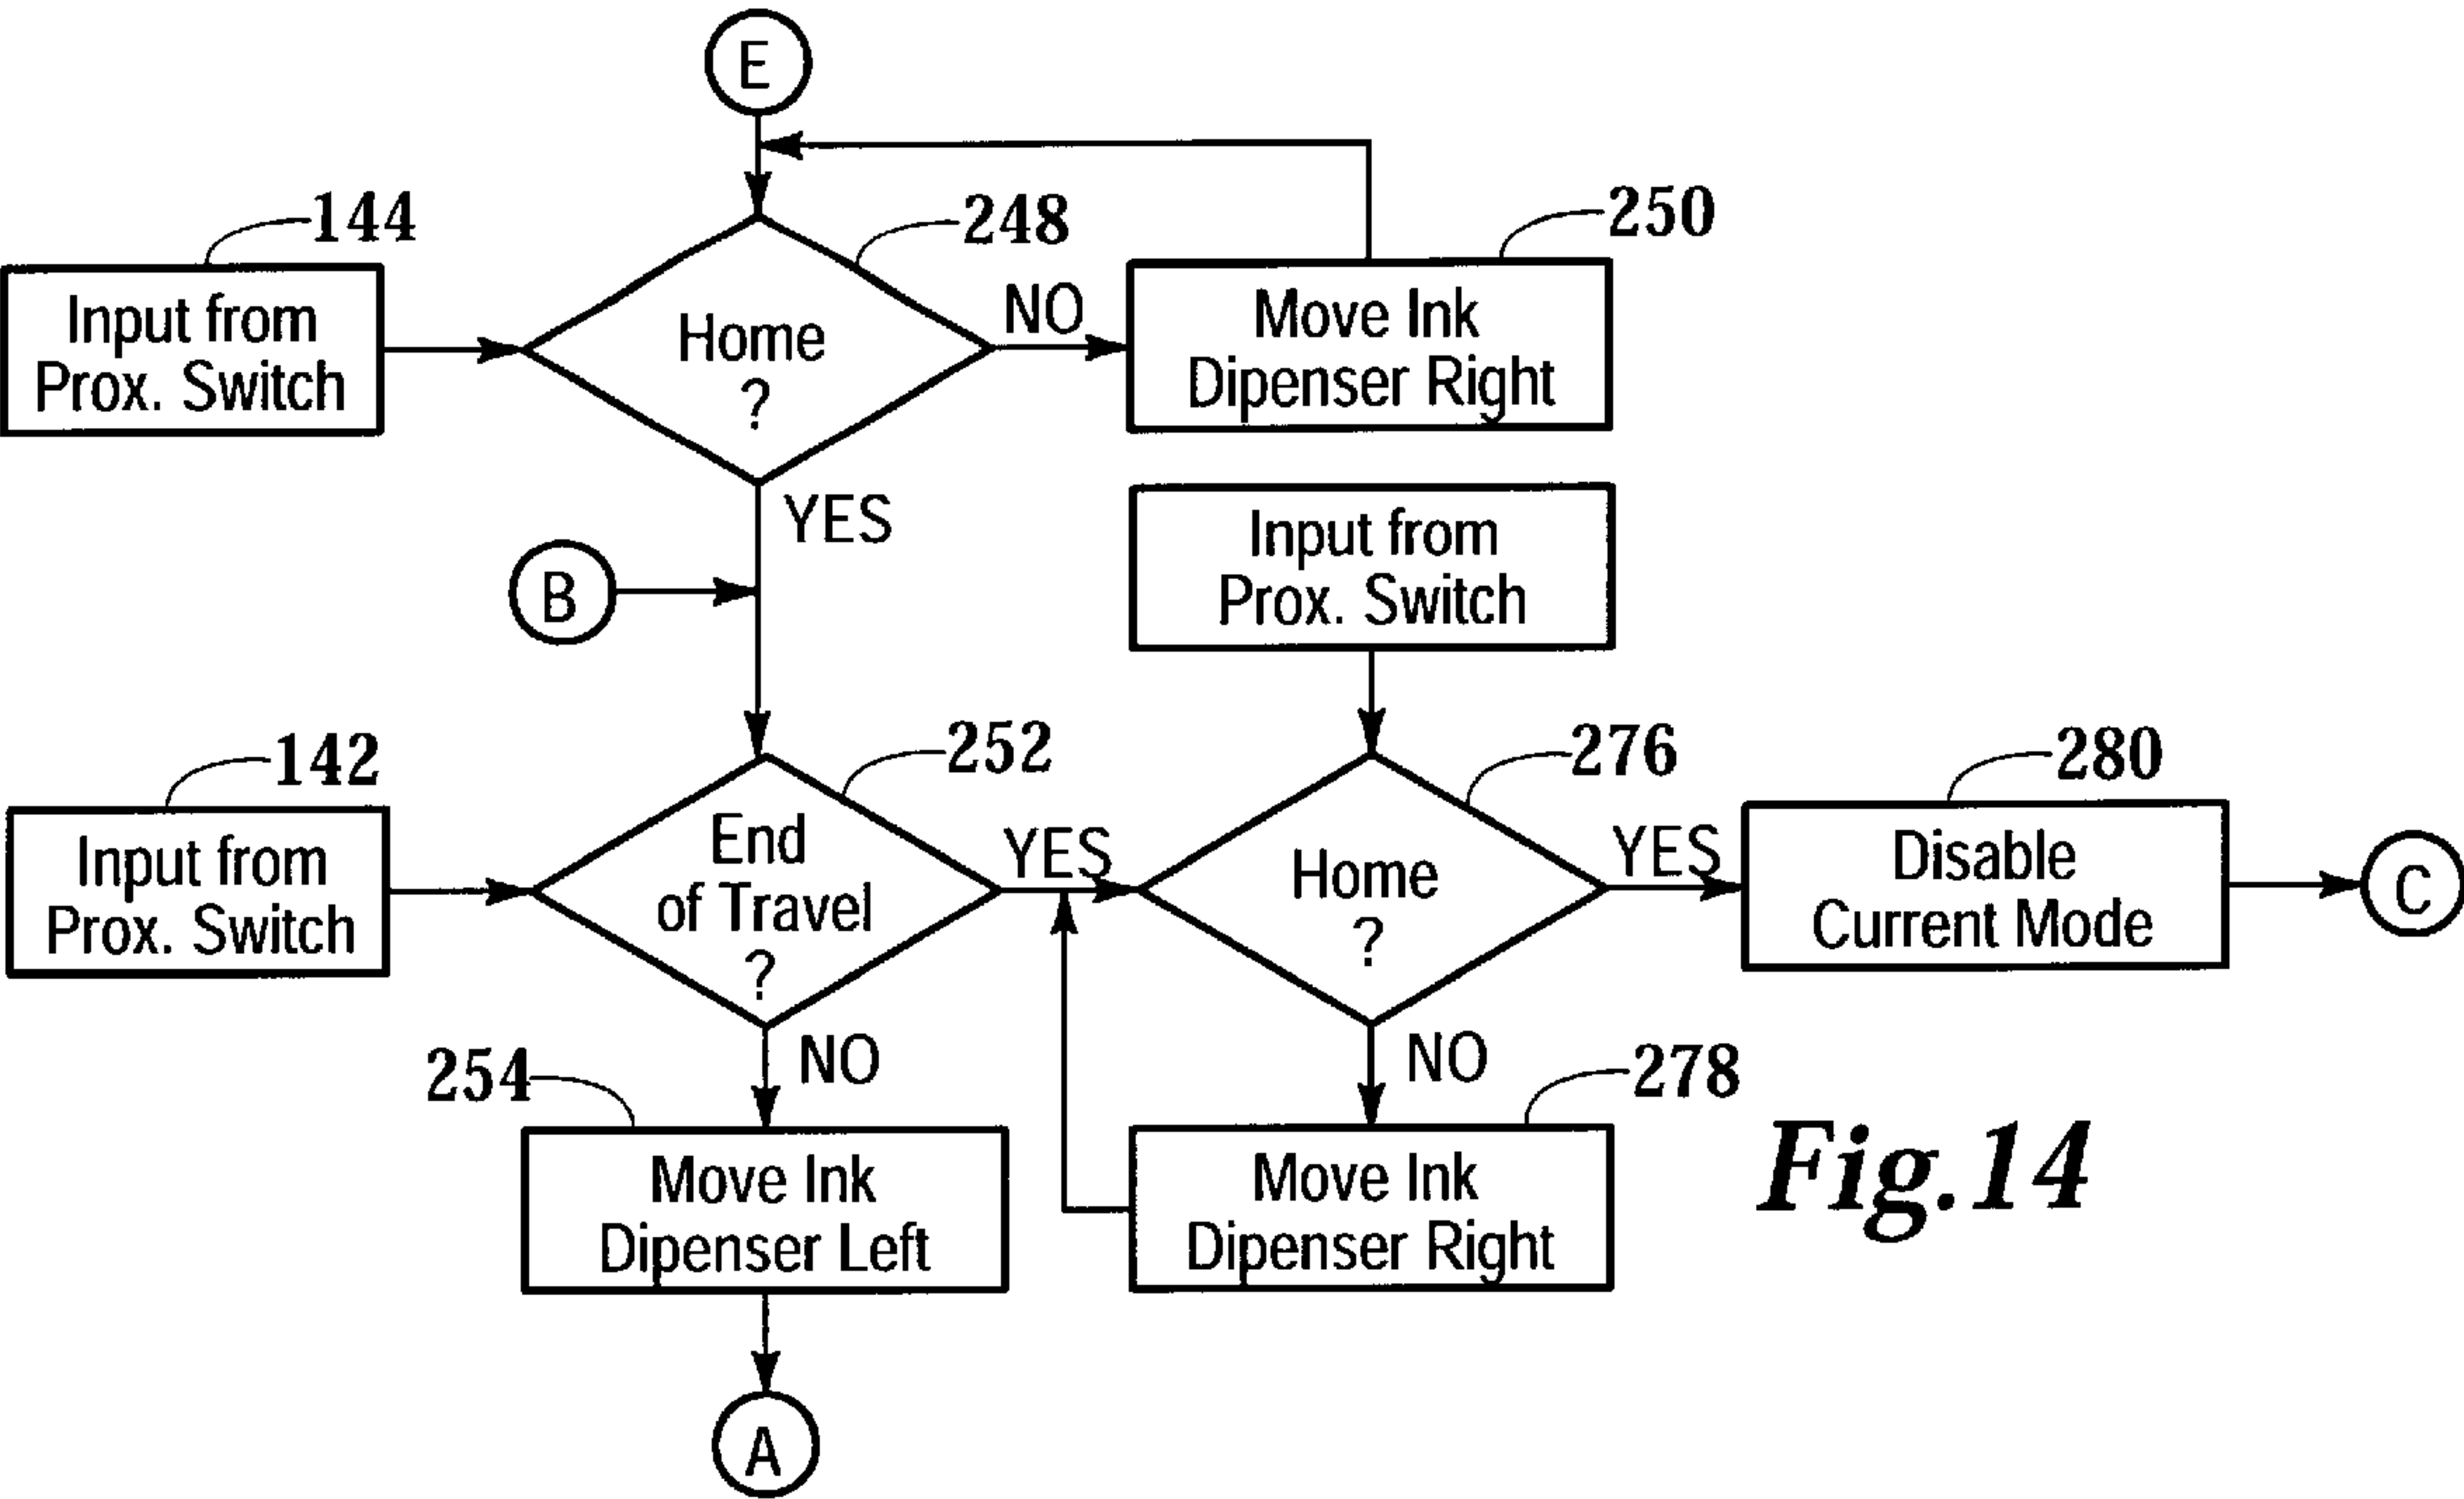 E
144
248
250
Input from
Prox. Switch
Home
?
NO
Move Ink
Dipenser Right
YES
B
Input from
Prox. Switch
142
252
276
280
Input from
Prox. Switch
End
of Travel
?
YES
Home
?
YES
Disable
Current Mode
C
254
NO
NO
278
Move Ink
Dipenser Left
Move Ink
Dipenser Right
Fig.14
A